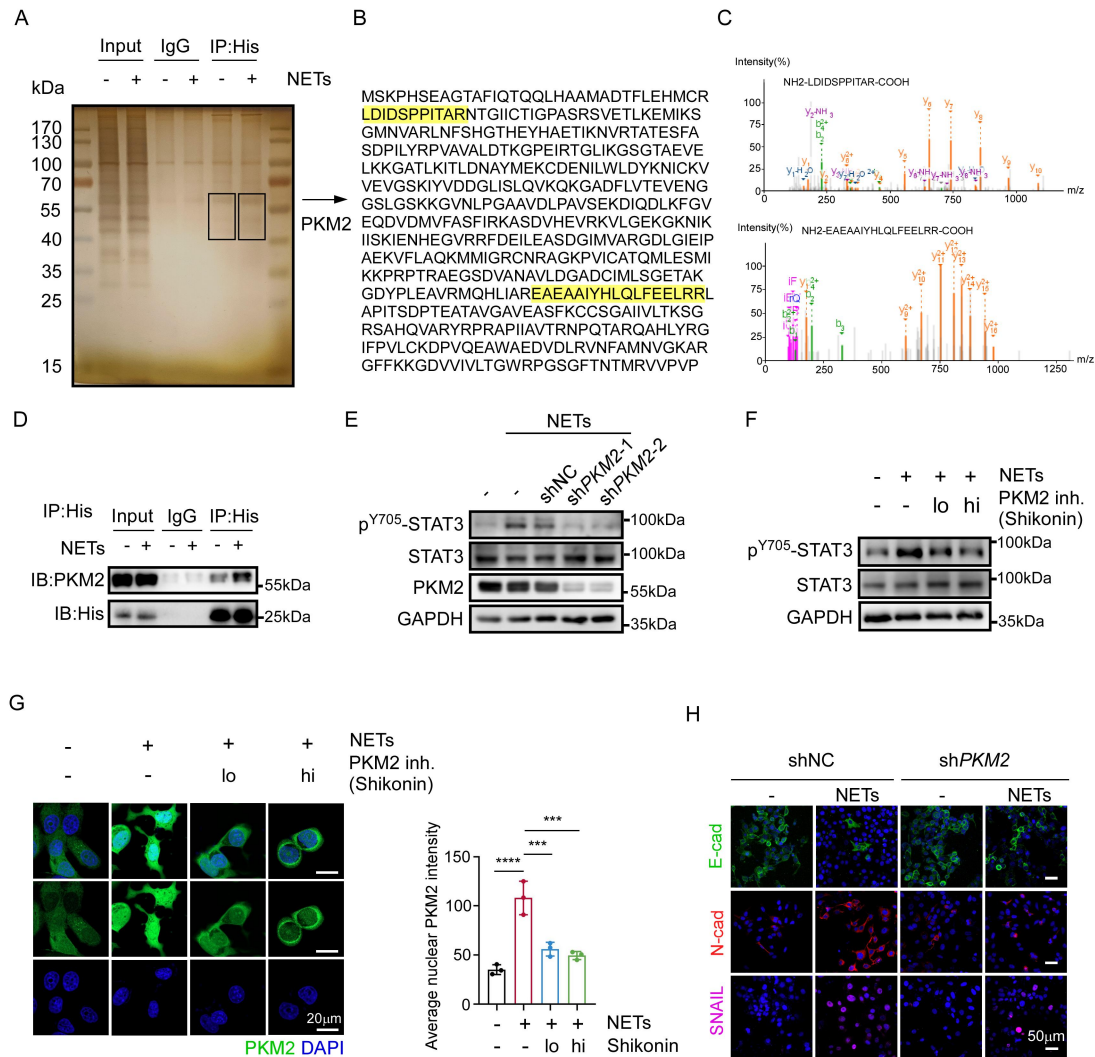 A
Input IgG IP:His
- + - + - + NETs
kDa
170
130
100
70
55
40
35
25
15
PKM2
B
MSKPHSEAGTAFIQTQQLHAAMADTFLEHMCR
LDIDSPPITARNTGIICTIGPASRSVETLKEMIKS
GMNVARLNFSHGTHEYHAETIKNVRTATESFA
SDPILYRPVAVALDTKGPEIRTGLIKGSGTAEVE
LKKGATLKITLDNAYMEKCDENILWLDYKNICKV
VEVGSKIYVDDGLISLQVKQKGADFLVTEVENG
GSLGSKKGVNLPGAAVDLPAVSEKDIQDLKFGV
EQDVDMVFASFIRKASDVHEVRKVLGEKGKNIK
IISKIENHEGVRRFDEILEASDGIMVARGDLGIEIP
AEKVFLAQKMMIGRCNRAGKPVICATQMLESMI
KKPRPTRAEGSDVANAVLDGADCIMLSGETAK
GDYPLEAVRMQHLIAREAEAAIYHLQLFEELRRL
APITSDPTEATAVGAVEASFKCCSGAIIVLTKSG
RSAHQVARYRPRAPIIAVTRNPQTARQAHLYRG
IFPVLCKDPVQEAWAEDVDLRVNFAMNVGKAR
GFFKKGDVVIVLTGWRPGSGFTNTMRVVPVP
C
Intensity(%)
NH2-LDIDSPPITAR-COOH
100
75
50
25
0
0 250 500 750 1000 m/z
Intensity(%)
NH2-EAEAAIYHLQLFEELRR-COOH
100
75
50
25
0
0 250 500 750 1000 1250 m/z
D
IP:His Input IgG IP:His
NETs - + - + - +
IB:PKM2 55kDa
IB:His 25kDa
E
NETs
- - shNC shPKM2-1 shPKM2-2
pY705-STAT3 100kDa
STAT3 100kDa
PKM2 55kDa
GAPDH 35kDa
F
- + + + NETs
- - lo hi PKM2 inh.
(Shikonin)
pY705-STAT3 100kDa
STAT3 100kDa
GAPDH 35kDa
G
- + + + NETs
- - lo hi PKM2 inh.
(Shikonin)
20μm
PKM2 DAPI
Average nuclear PKM2 intensity
150
100
50
0
**** *** ***
- + + + NETs
- - lo hi Shikonin
H
shNC shPKM2
- NETs - NETs
E-cad
N-cad
SNAIL
50μm